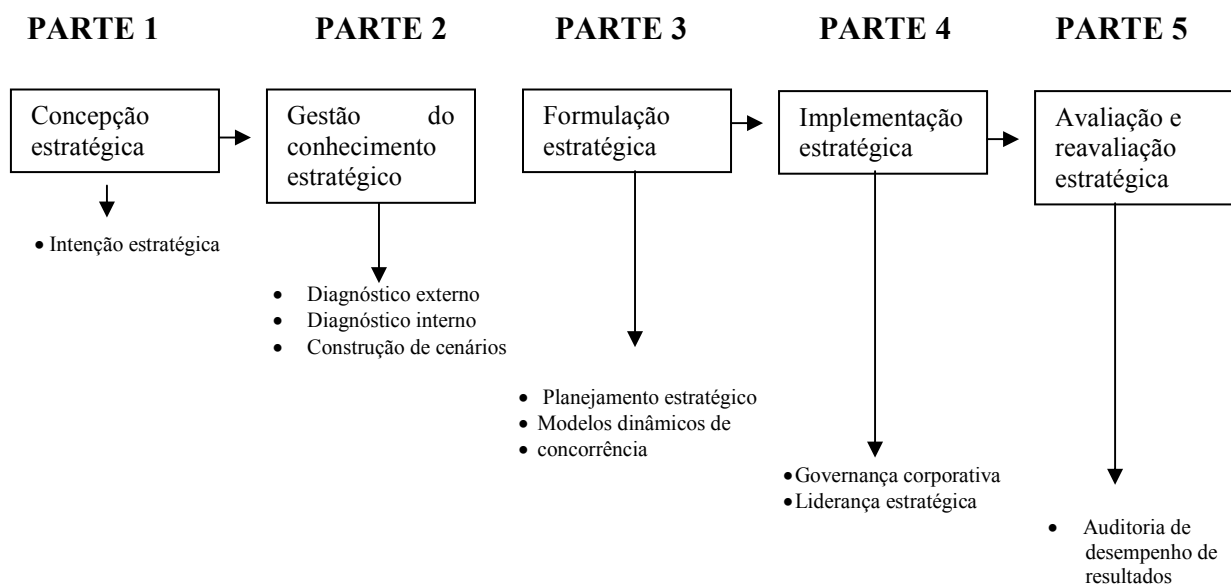 PARTE 1
PARTE 2
PARTE 3
PARTE 4
PARTE 5
Concepção
estratégica
Gestão do
conhecimento
estratégico
Formulação
estratégica
Implementação
estratégica
Avaliação e
reavaliação
estratégica
• Intenção estratégica
• Diagnóstico externo
• Diagnóstico interno
• Construção de cenários
• Planejamento estratégico
• Modelos dinâmicos de
• concorrência
• Governança corporativa
• Liderança estratégica
• Auditoria de
desempenho de
resultados